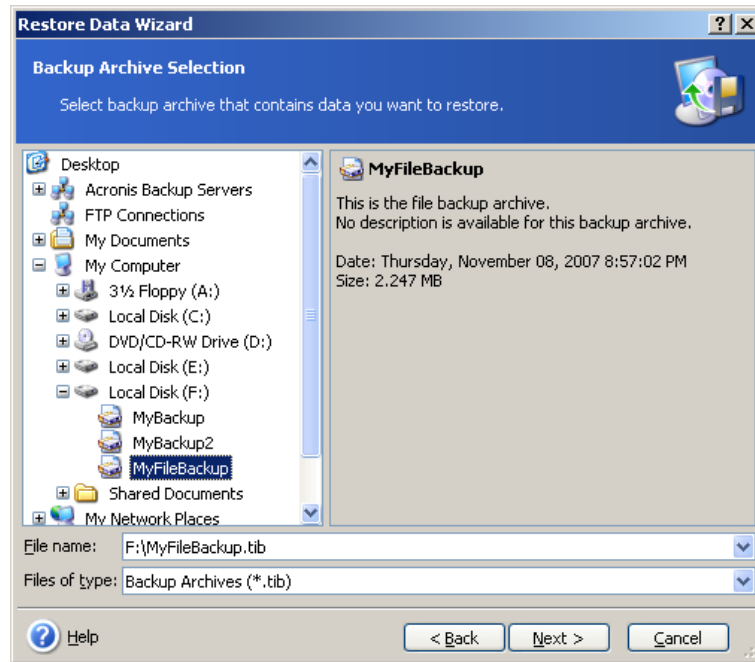 Restore Data Wizard
Backup Archive Selection
Select backup archive that contains data you want to restore.
Desktop
Acronis Backup Servers
FTP Connections
My Documents
My Computer
3½ Floppy (A:)
Local Disk (C:)
DVD/CD-RW Drive (D:)
Local Disk (E:)
Local Disk (F:)
MyBackup
MyBackup2
MyFileBackup
Shared Documents
My Network Places
MyFileBackup
This is the file backup archive.
No description is available for this backup archive.
Date: Thursday, November 08, 2007 8:57:02 PM
Size: 2.247 MB
File name: F:\MyFileBackup.tib
Files of type: Backup Archives (*.tib)
Help < Back Next > Cancel